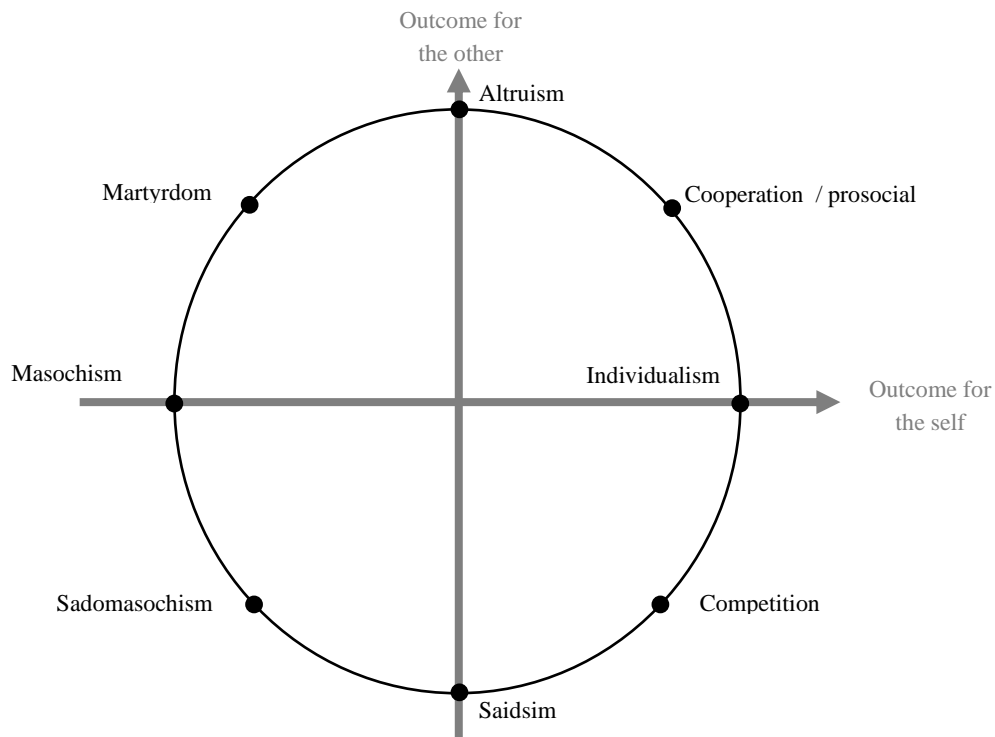 Outcome for
the other
Altruism
Martyrdom
Cooperation / prosocial
Masochism
Individualism
Outcome for
the self
Sadomasochism
Competition
Saidsim